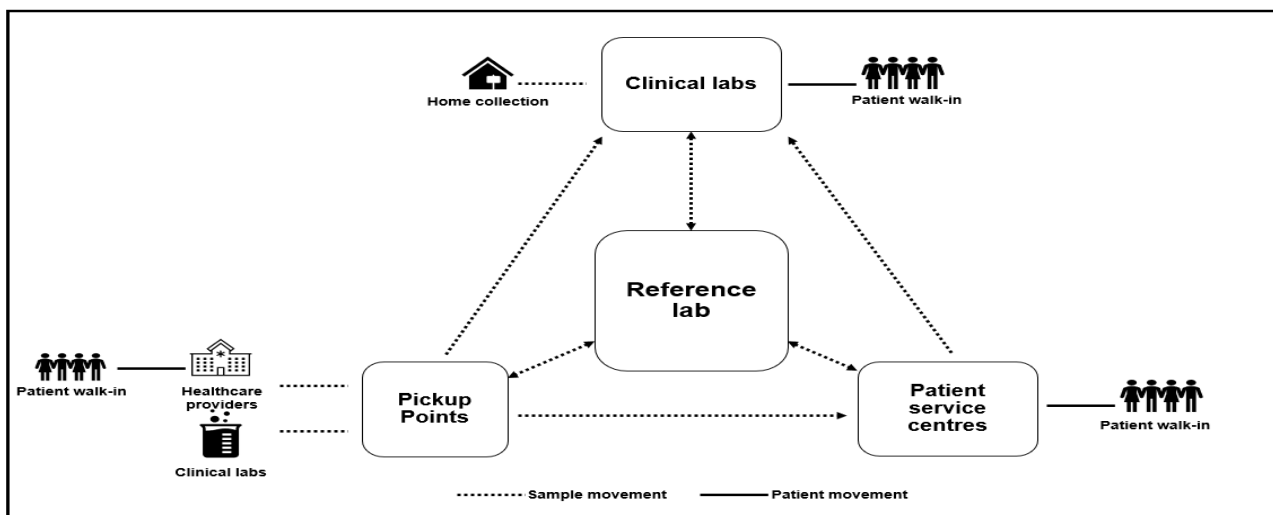 Clinical labs
Home collection
Patient walk-in
Reference
lab
Patient walk-in
Healthcare
providers
Clinical labs
Pickup
Points
Patient
service
centres
Patient walk-in
Sample movement
Patient movement